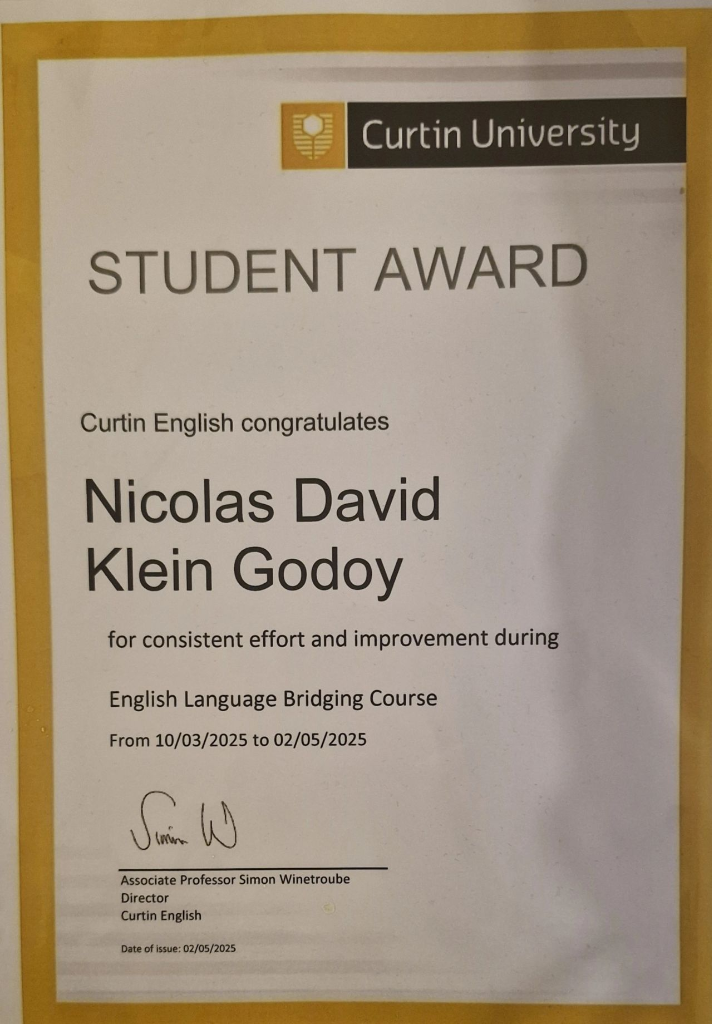 Curtin University
STUDENT AWARD
Curtin English congratulates
Nicolas David
Klein Godoy
for consistent effort and improvement during
English Language Bridging Course
From 10/03/2025 to 02/05/2025
Simon W
Associate Professor Simon Winetroube
Director
Curtin English
Date of issue: 02/05/2025